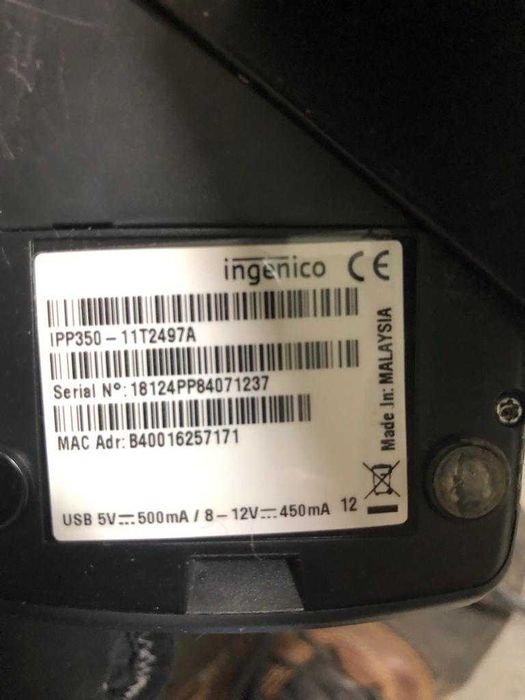 ingenico CE
IPP350-11T2497A
Serial N°: 18124PP84071237
MAC Adr: B40016257171
USB 5V⎓500mA / 8-12V⎓450mA 12
Made In: MALAYSIA